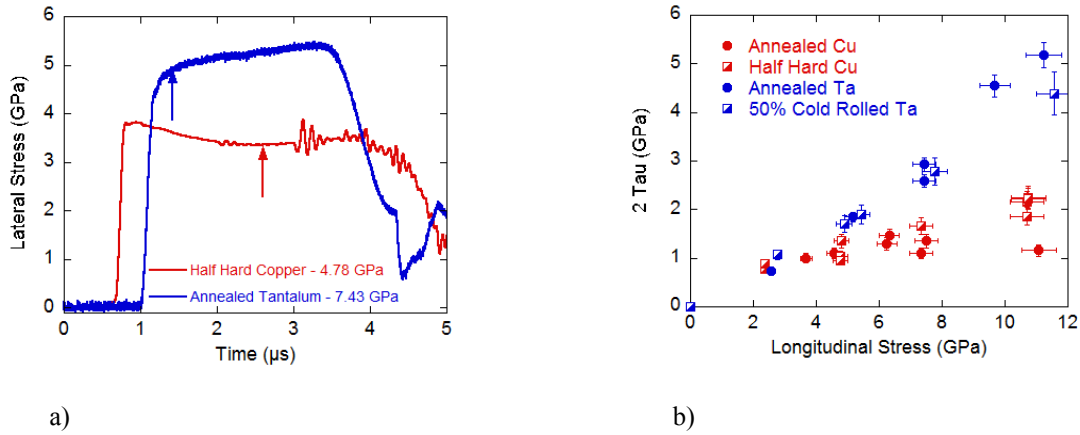 6
5
4
3
2
1
0
Lateral Stress (GPa)
Half Hard Copper - 4.78 GPa
Annealed Tantalum - 7.43 GPa
0 1 2 3 4 5
Time (µs)
a)
6
5
4
3
2
1
0
2 Tau (GPa)
Annealed Cu
Half Hard Cu
Annealed Ta
50% Cold Rolled Ta
0 2 4 6 8 10 12
Longitudinal Stress (GPa)
b)